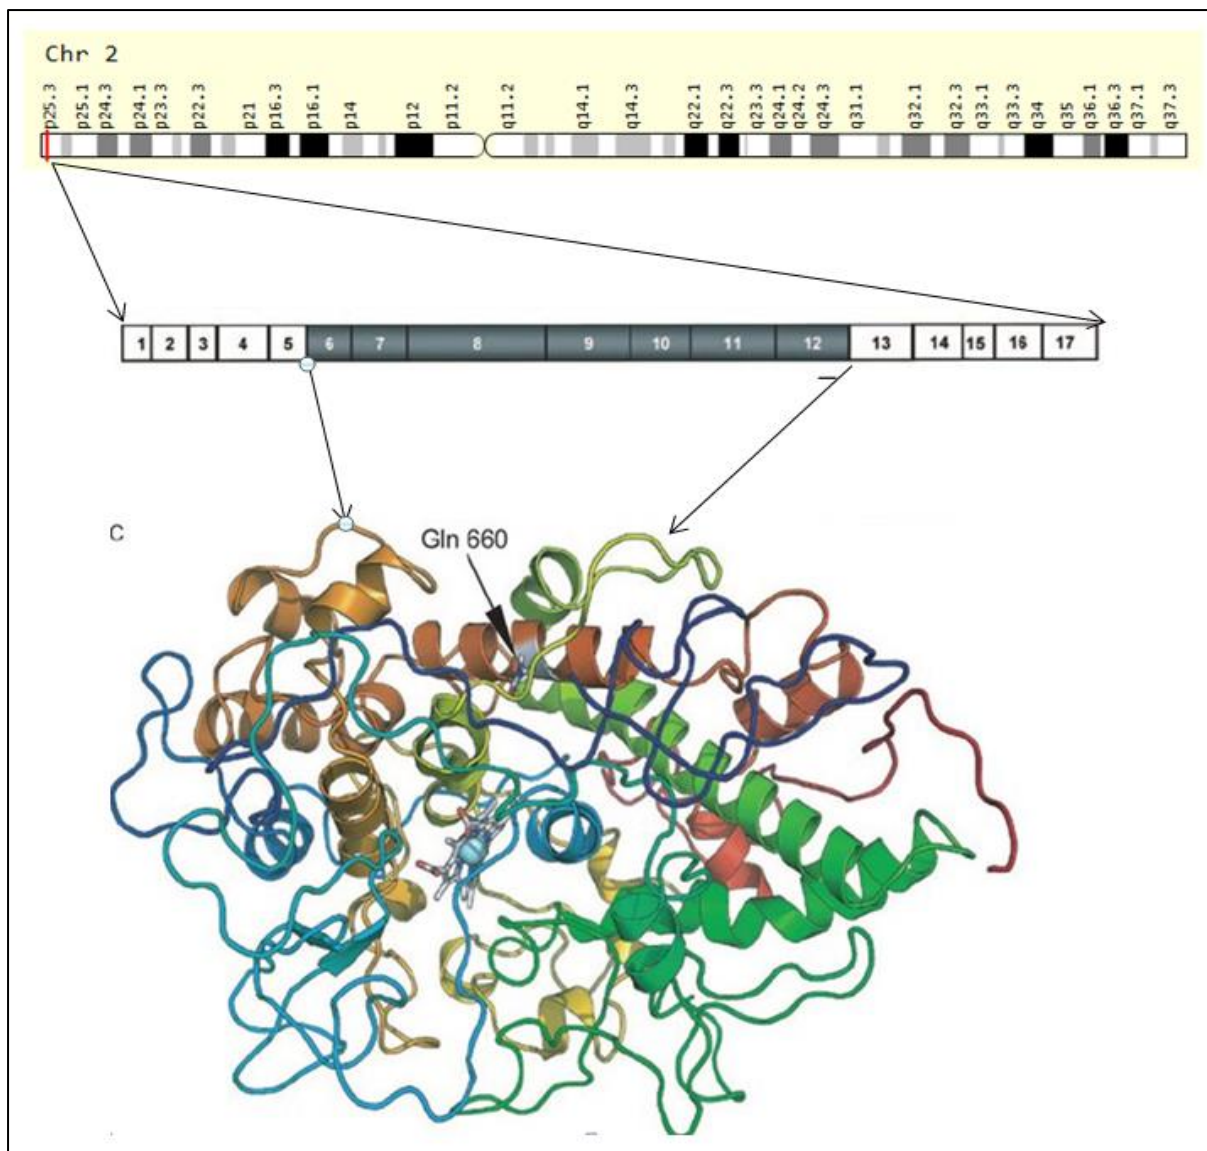 Chr 2
p25.3 p25.1 p24.3 p24.1 p23.3 p22.3 p21 p16.3 p16.1 p14 p12 p11.2 q11.2 q14.1 q14.3 q22.1 q22.3 q23.3 q24.1 q24.2 q24.3 q31.1 q32.1 q32.3 q33.1 q33.3 q34 q35 q36.1 q36.3 q37.1 q37.3
1 2 3 4 5 6 7 8 9 10 11 12 13 14 15 16 17
C
Gln 660